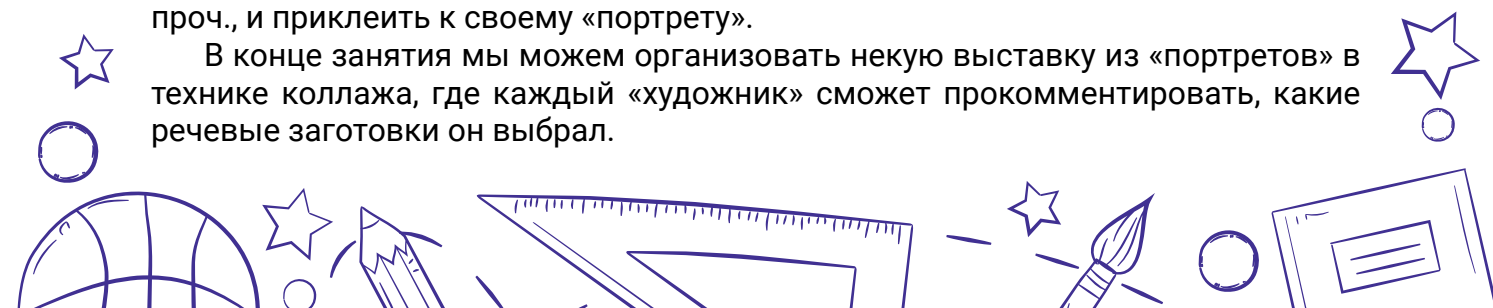 проч., и приклеить к своему «портрету».
В конце занятия мы можем организовать некую выставку из «портретов» в
технике коллажа, где каждый «художник» сможет прокомментировать, какие
речевые заготовки он выбрал.